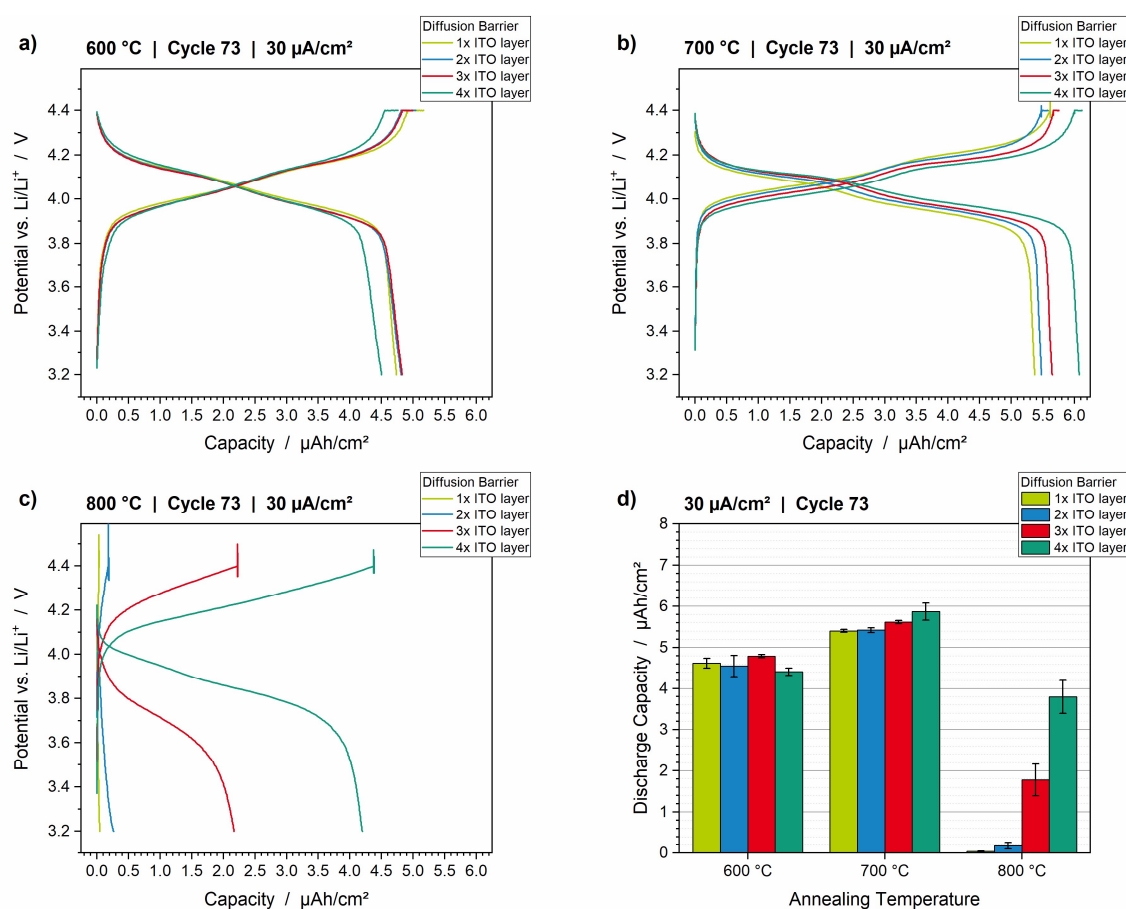 a)
600 °C | Cycle 73 | 30 µA/cm²
Diffusion Barrier
1x ITO layer
2x ITO layer
3x ITO layer
4x ITO layer
Potential vs. Li/Li⁺ / V
4.4
4.2
4.0
3.8
3.6
3.4
3.2
0.0 0.5 1.0 1.5 2.0 2.5 3.0 3.5 4.0 4.5 5.0 5.5 6.0
Capacity / µAh/cm²
b)
700 °C | Cycle 73 | 30 µA/cm²
Diffusion Barrier
1x ITO layer
2x ITO layer
3x ITO layer
4x ITO layer
Potential vs. Li/Li⁺ / V
4.4
4.2
4.0
3.8
3.6
3.4
3.2
0.0 0.5 1.0 1.5 2.0 2.5 3.0 3.5 4.0 4.5 5.0 5.5 6.0
Capacity / µAh/cm²
c)
800 °C | Cycle 73 | 30 µA/cm²
Diffusion Barrier
1x ITO layer
2x ITO layer
3x ITO layer
4x ITO layer
Potential vs. Li/Li⁺ / V
4.4
4.2
4.0
3.8
3.6
3.4
3.2
0.0 0.5 1.0 1.5 2.0 2.5 3.0 3.5 4.0 4.5 5.0 5.5 6.0
Capacity / µAh/cm²
d)
30 µA/cm² | Cycle 73
Diffusion Barrier
1x ITO layer
2x ITO layer
3x ITO layer
4x ITO layer
Discharge Capacity / µAh/cm²
8
7
6
5
4
3
2
1
0
600 °C 700 °C 800 °C
Annealing Temperature